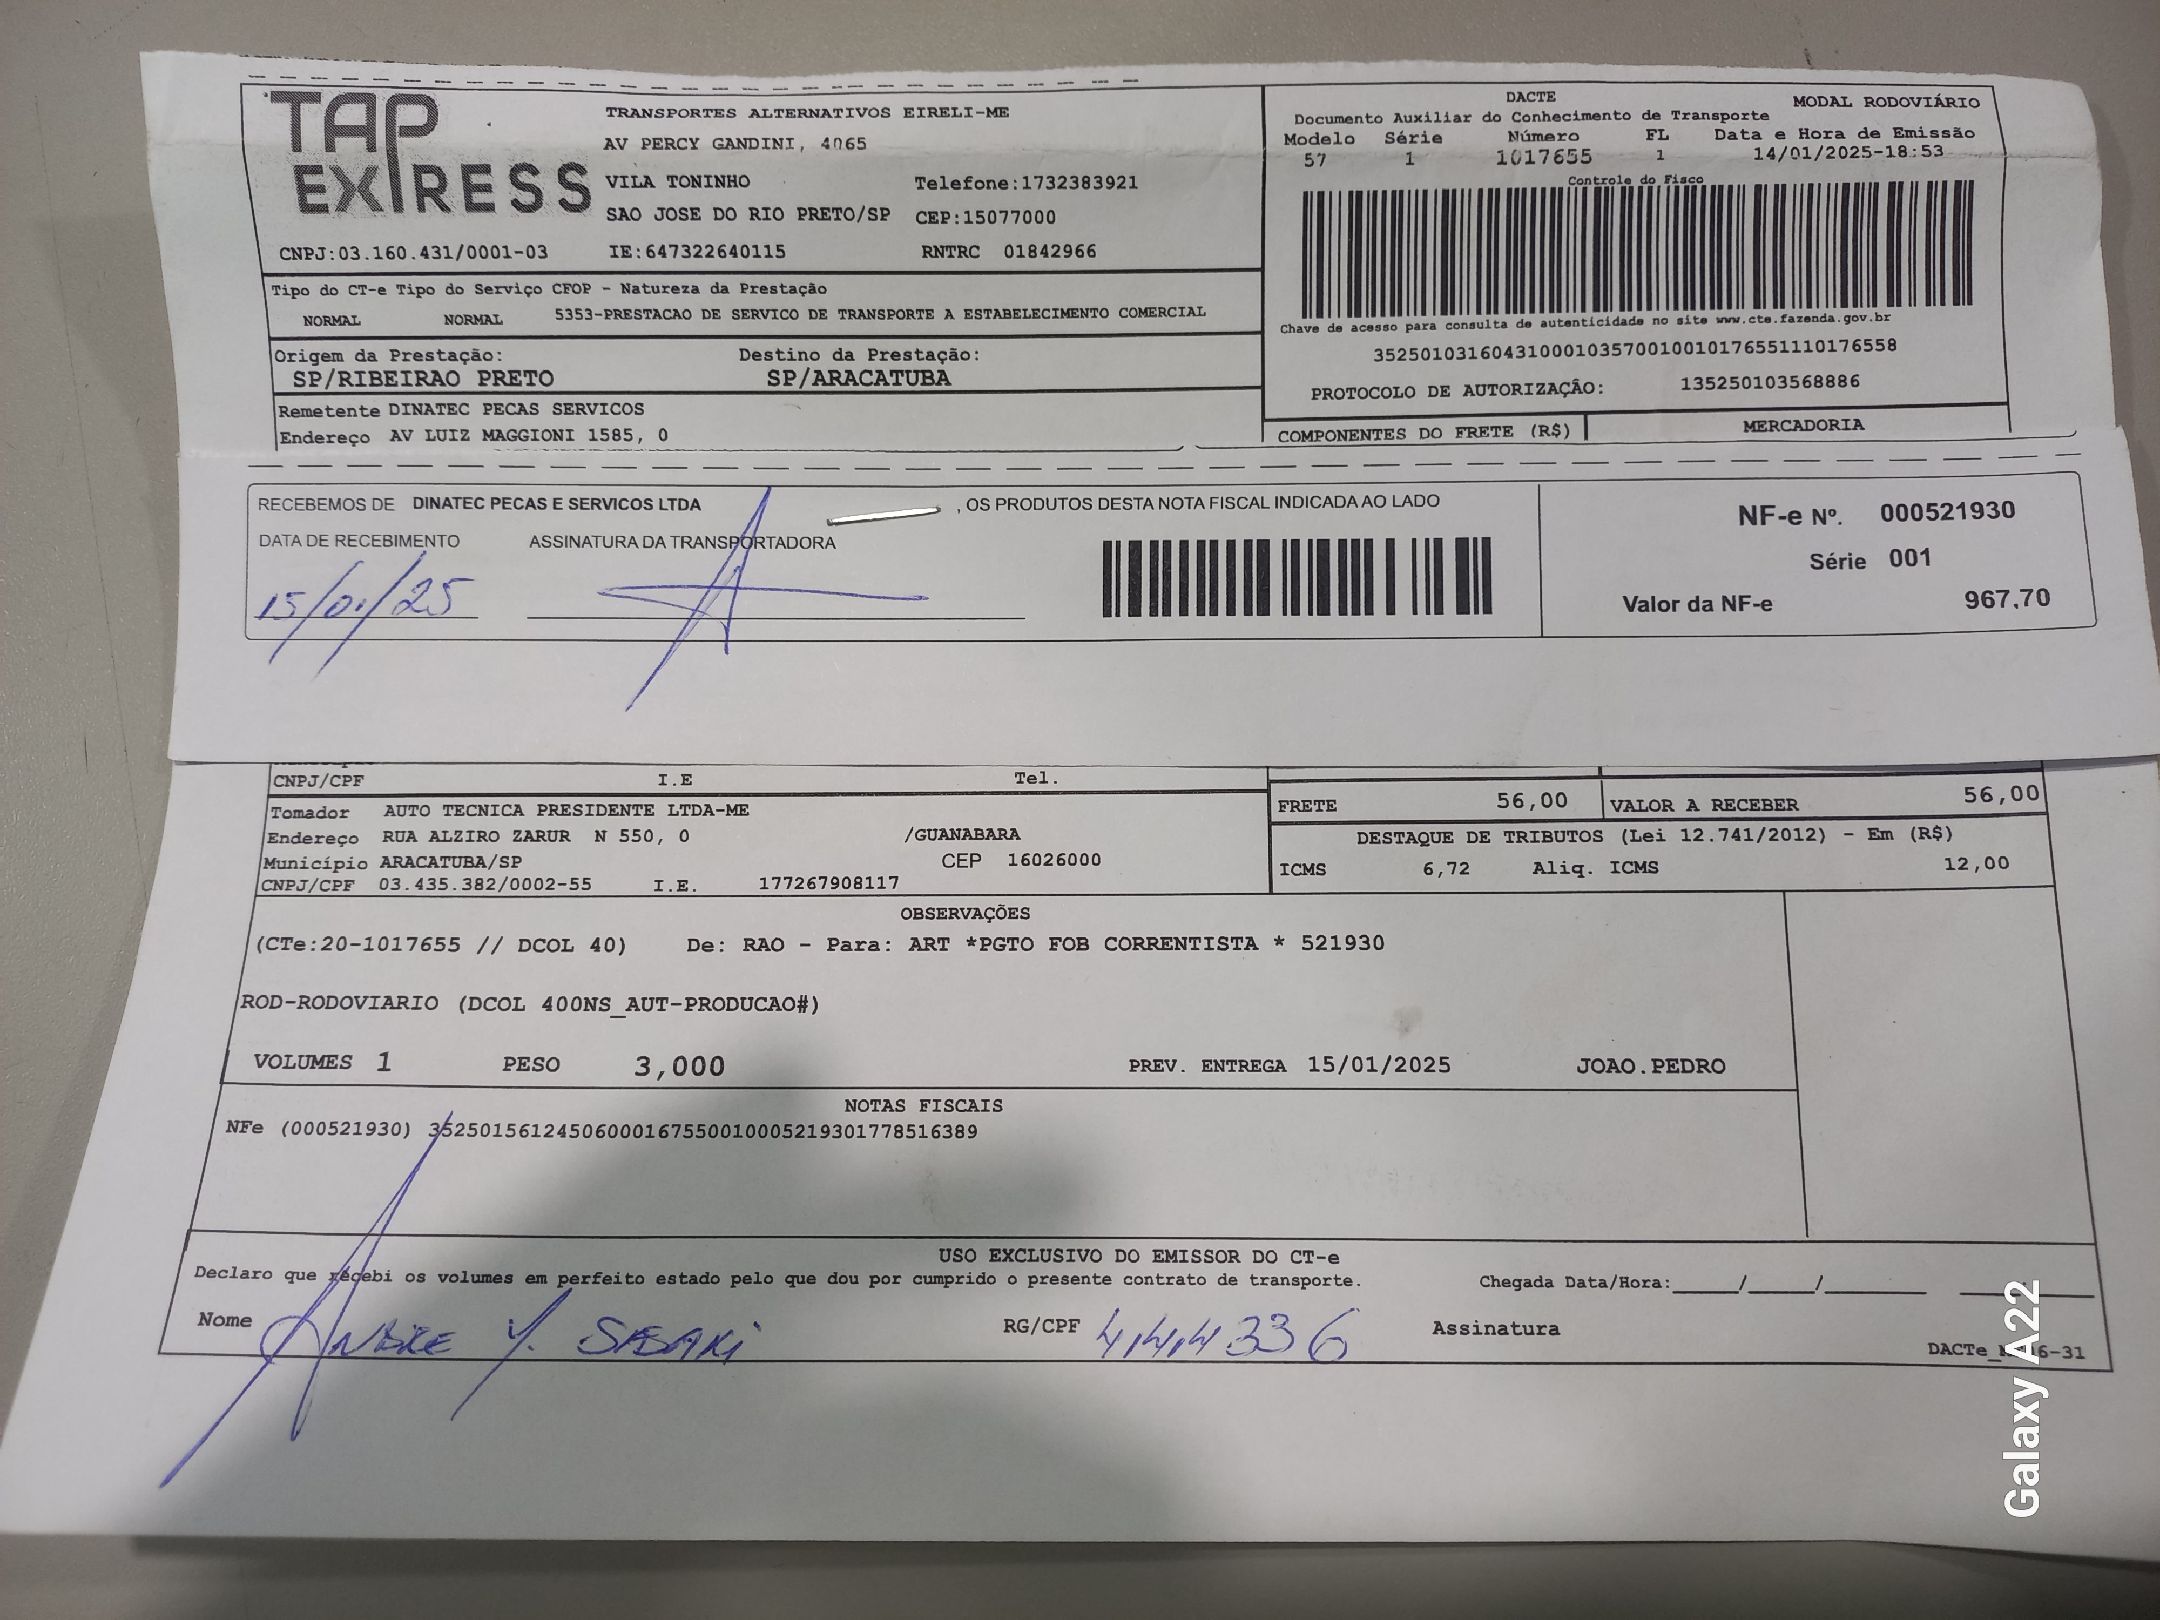 TAP EXPRESS
TRANSPORTES ALTERNATIVOS EIRELI-ME
AV PERCY GANDINI, 4065
VILA TONINHO Telefone:1732383921
SAO JOSE DO RIO PRETO/SP CEP:15077000
CNPJ:03.160.431/0001-03 IE:647322640115 RNTRC 01842966
DACTE MODAL RODOVIÁRIO
Documento Auxiliar do Conhecimento de Transporte
Modelo Série Número FL Data e Hora de Emissão
57 1 1017655 1 14/01/2025-18:53
Controle do Fisco
Chave de acesso para consulta de autenticidade no site www.cte.fazenda.gov.br
35250103160431000103570010010176551110176558
PROTOCOLO DE AUTORIZAÇÃO: 135250103568886
Tipo do CT-e Tipo do Serviço CFOP - Natureza da Prestação
NORMAL NORMAL 5353-PRESTACAO DE SERVICO DE TRANSPORTE A ESTABELECIMENTO COMERCIAL
Origem da Prestação: Destino da Prestação:
SP/RIBEIRAO PRETO SP/ARACATUBA
Remetente DINATEC PECAS SERVICOS
Endereço AV LUIZ MAGGIONI 1585, 0
COMPONENTES DO FRETE (R$) MERCADORIA
RECEBEMOS DE DINATEC PECAS E SERVICOS LTDA , OS PRODUTOS DESTA NOTA FISCAL INDICADA AO LADO
DATA DE RECEBIMENTO ASSINATURA DA TRANSPORTADORA
15/01/25
NF-e Nº. 000521930
Série 001
Valor da NF-e 967,70
CNPJ/CPF I.E Tel.
Tomador AUTO TECNICA PRESIDENTE LTDA-ME
Endereço RUA ALZIRO ZARUR N 550, 0 /GUANABARA
Município ARACATUBA/SP CEP 16026000
CNPJ/CPF 03.435.382/0002-55 I.E. 177267908117
FRETE 56,00 VALOR A RECEBER 56,00
DESTAQUE DE TRIBUTOS (Lei 12.741/2012) - Em (R$)
ICMS 6,72 Aliq. ICMS 12,00
OBSERVAÇÕES
(CTe:20-1017655 // DCOL 40) De: RAO - Para: ART *PGTO FOB CORRENTISTA * 521930
ROD-RODOVIARIO (DCOL 400NS_AUT-PRODUCAO#)
VOLUMES 1 PESO 3,000 PREV. ENTREGA 15/01/2025 JOAO.PEDRO
NOTAS FISCAIS
NFe (000521930) 35250156124506000167550010005219301778516389
USO EXCLUSIVO DO EMISSOR DO CT-e
Declaro que recebi os volumes em perfeito estado pelo que dou por cumprido o presente contrato de transporte. Chegada Data/Hora:_____/_____/_____
Nome ANDRE Y. SASAKI RG/CPF 4.144.336 Assinatura
Galaxy A22